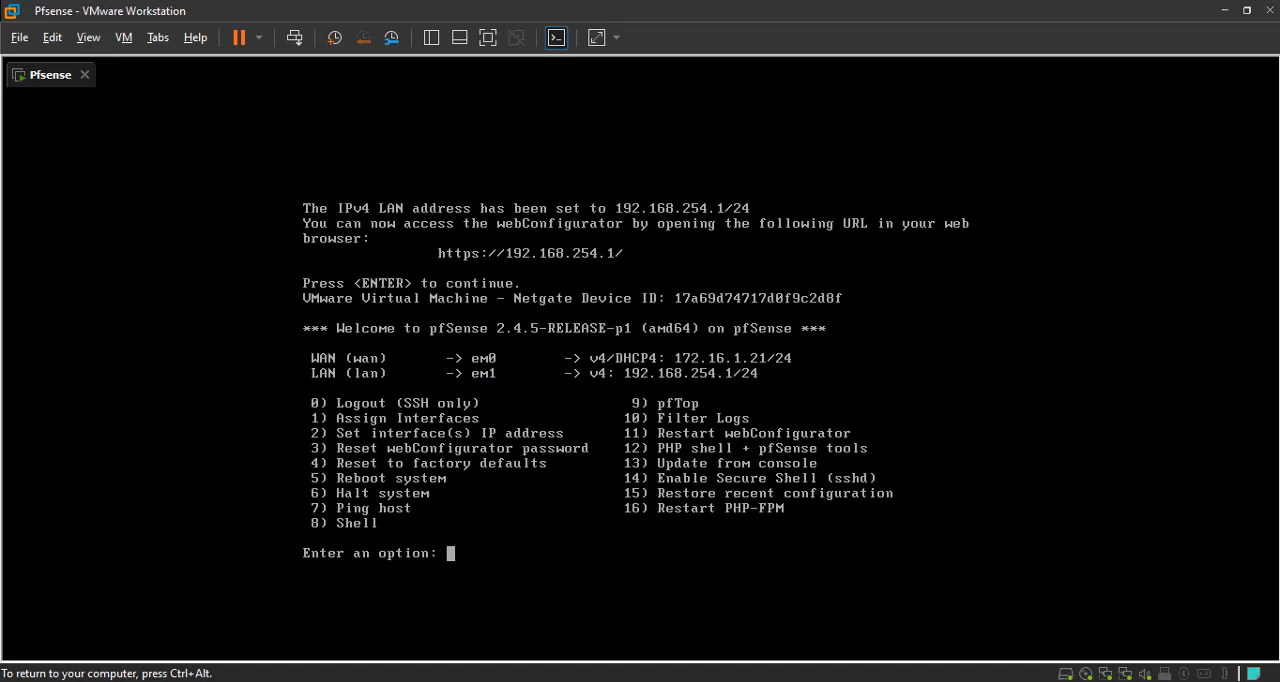 Pfsense - VMware Workstation
File Edit View VM Tabs Help
Pfsense
The IPv4 LAN address has been set to 192.168.254.1/24
You can now access the webConfigurator by opening the following URL in your web
browser:
https://192.168.254.1/
Press <ENTER> to continue.
VMware Virtual Machine - Netgate Device ID: 17a69d74717d0f9c2d8f
*** Welcome to pfSense 2.4.5-RELEASE-p1 (amd64) on pfSense ***
WAN (wan) -> em0 -> v4/DHCP4: 172.16.1.21/24
LAN (lan) -> em1 -> v4: 192.168.254.1/24
0) Logout (SSH only) 9) pfTop
1) Assign Interfaces 10) Filter Logs
2) Set interface(s) IP address 11) Restart webConfigurator
3) Reset webConfigurator password 12) PHP shell + pfSense tools
4) Reset to factory defaults 13) Update from console
5) Reboot system 14) Enable Secure Shell (sshd)
6) Halt system 15) Restore recent configuration
7) Ping host 16) Restart PHP-FPM
8) Shell
Enter an option:
To return to your computer, press Ctrl+Alt.